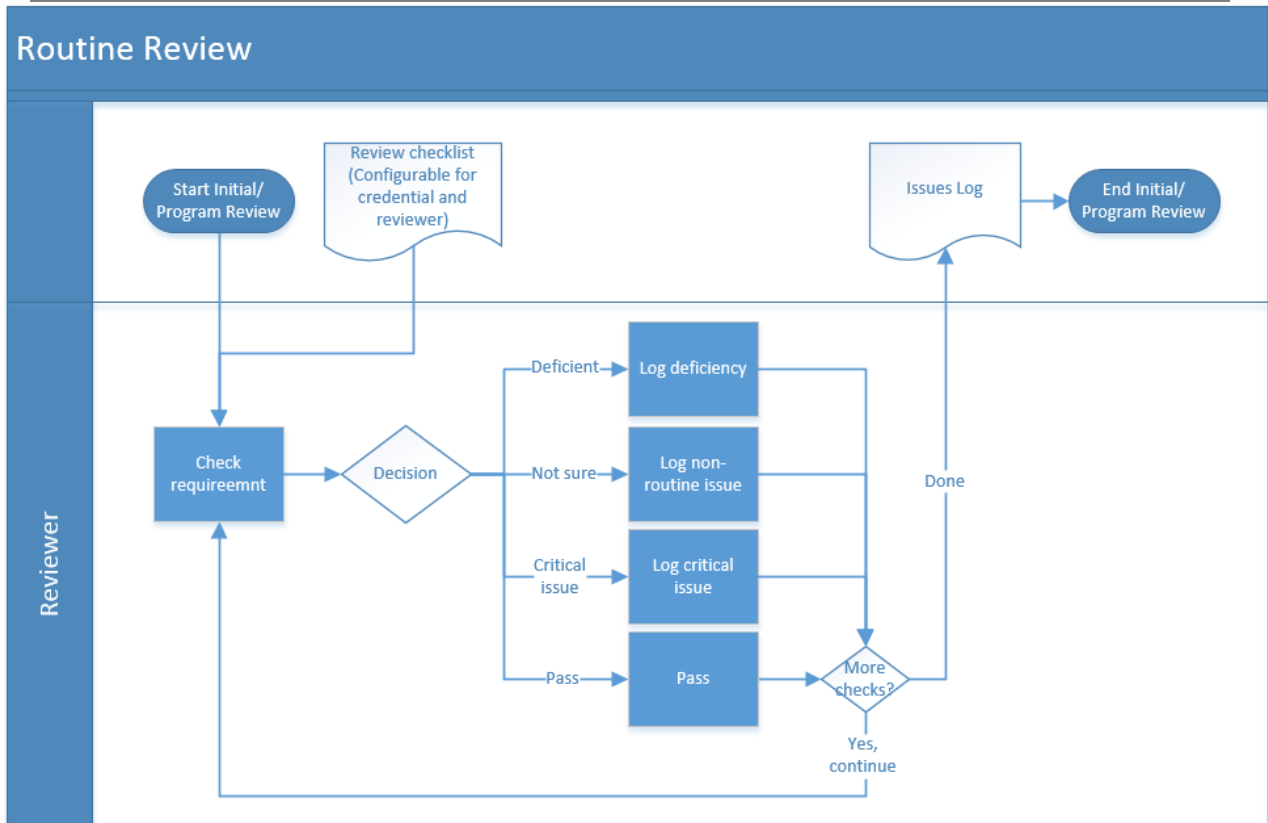 Routine Review
Start Initial/
Program Review
Review checklist
(Configurable for
credential and
reviewer)
Issues Log
End Initial/
Program Review
Reviewer
Check
requireemnt
Decision
Deficient
Log deficiency
Not sure
Log non-
routine issue
Critical
issue
Log critical
issue
Pass
Pass
More
checks?
Done
Yes,
continue